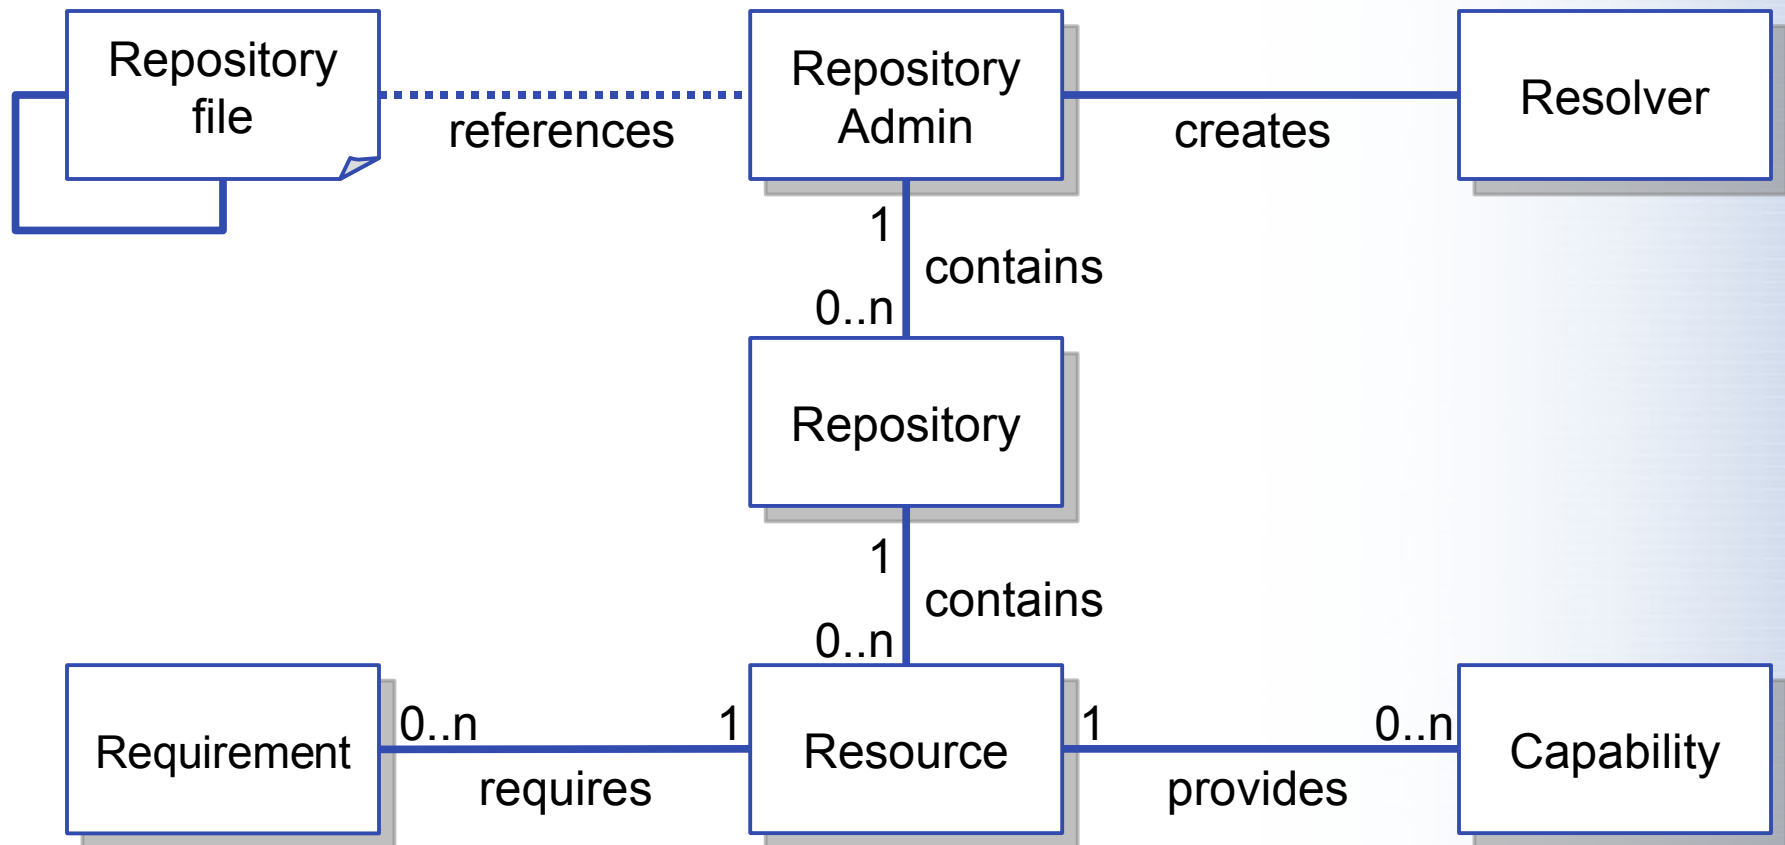 Repository
file
references
Repository
Admin
creates
Resolver
1
contains
0..n
Repository
1
contains
0..n
Requirement
0..n
requires
1
Resource
1
provides
0..n
Capability